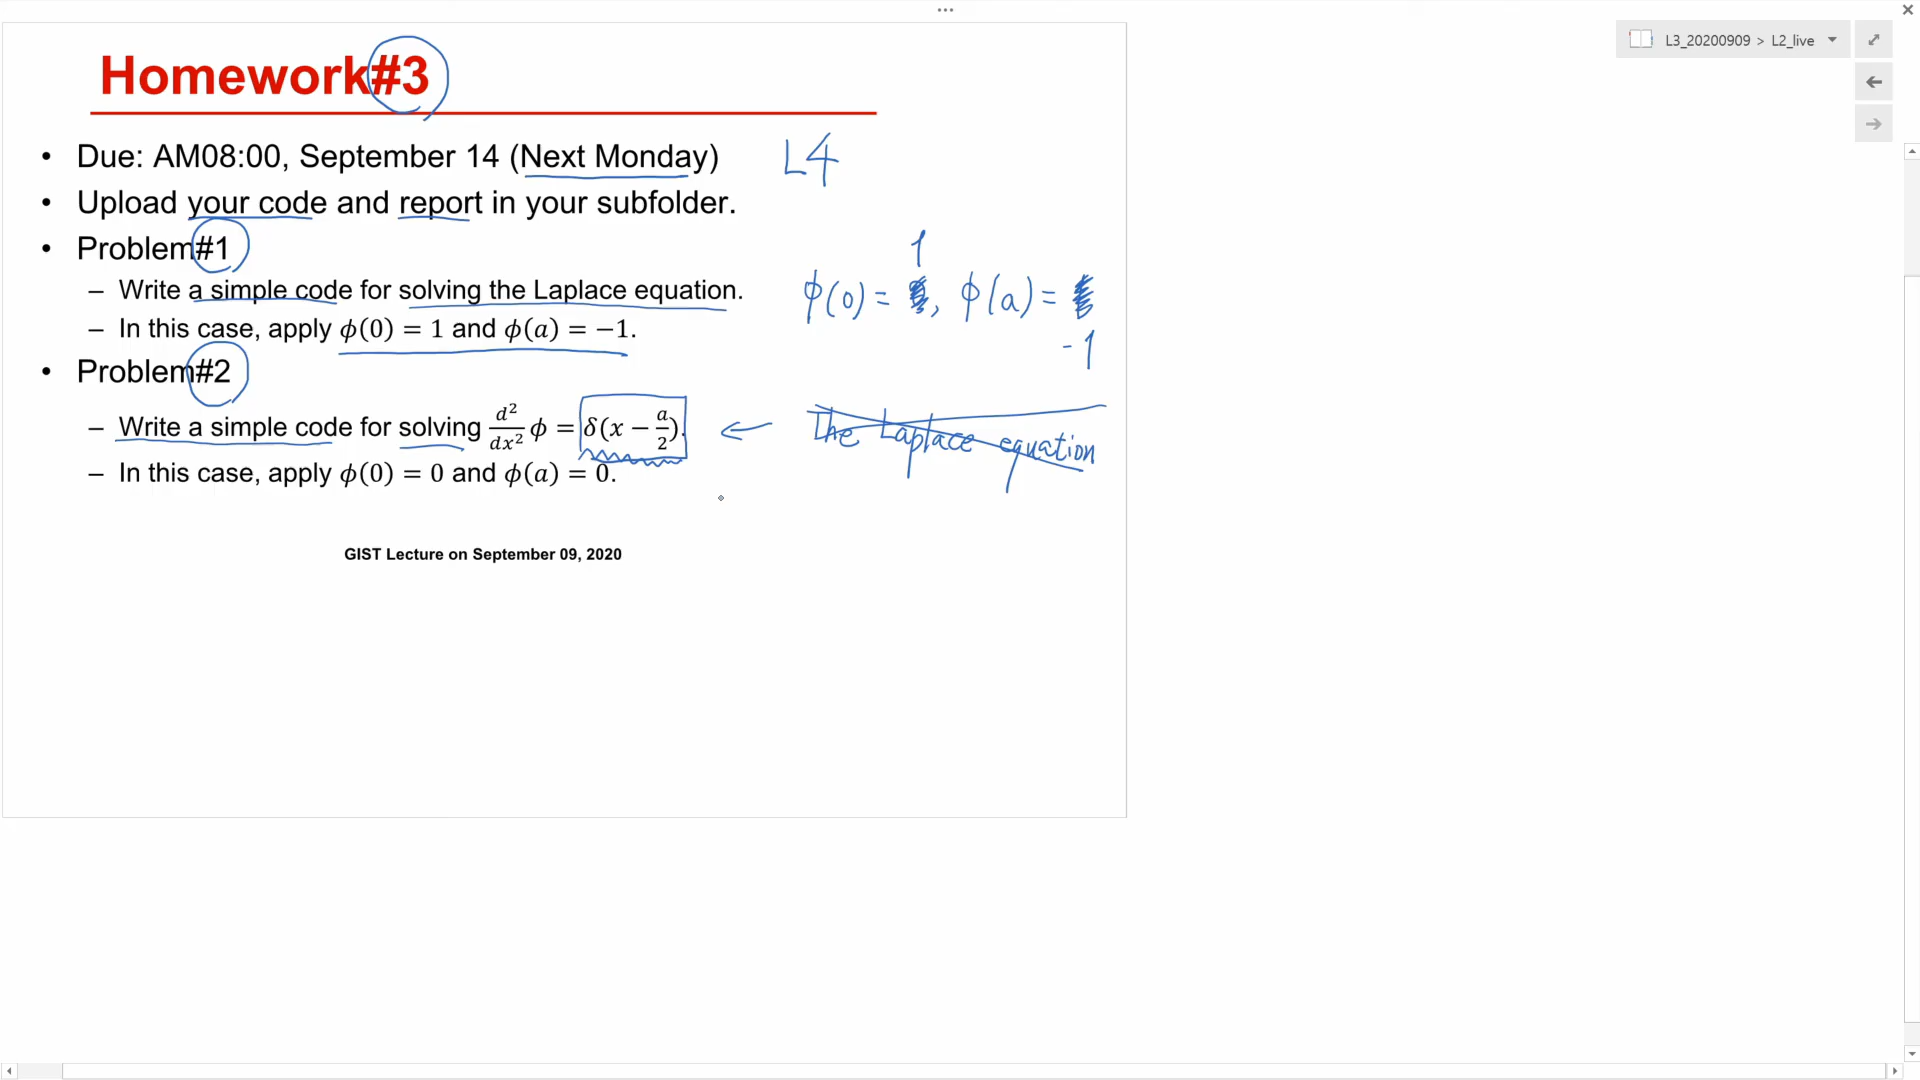 L3_20200909 > L2_live
Homework#3
• Due: AM08:00, September 14 (Next Monday) L4
• Upload your code and report in your subfolder.
• Problem#1
– Write a simple code for solving the Laplace equation.
1
ϕ(0) = , ϕ(a) =
-1
– In this case, apply ϕ(0) = 1 and ϕ(a) = −1.
• Problem#2
– Write a simple code for solving d²/dx² ϕ = δ(x − a/2). ← The Laplace equation
– In this case, apply ϕ(0) = 0 and ϕ(a) = 0.
GIST Lecture on September 09, 2020